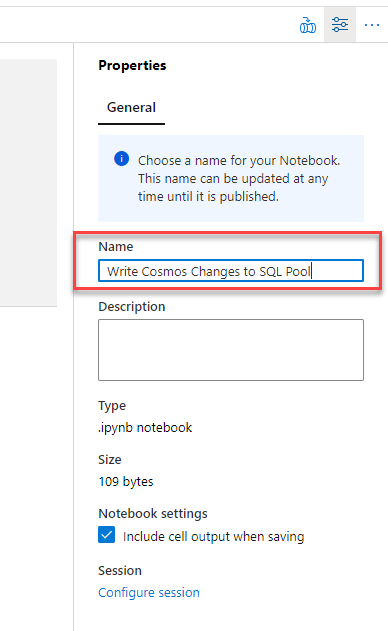 Properties
General
Choose a name for your Notebook.
This name can be updated at any
time until it is published.
Name
Write Cosmos Changes to SQL Pool
Description
Type
.ipynb notebook
Size
109 bytes
Notebook settings
Include cell output when saving
Session
Configure session